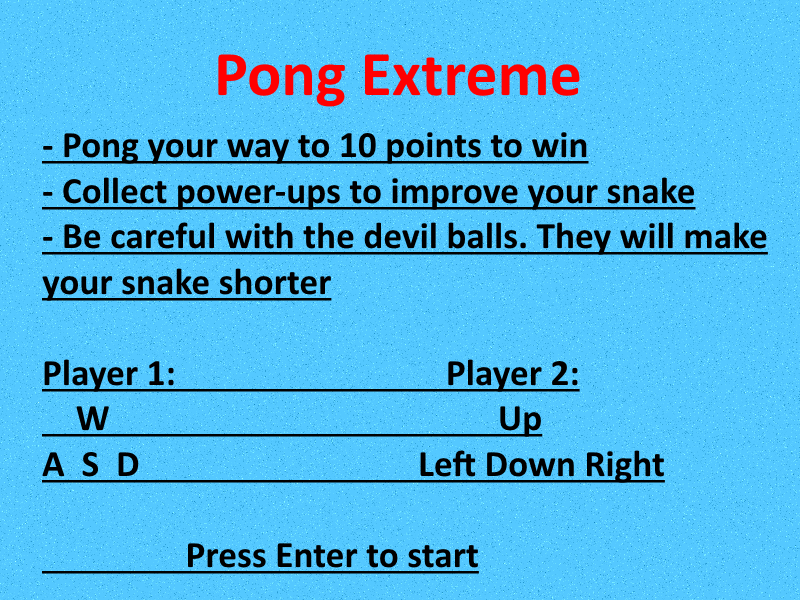 Pong Extreme
- Pong your way to 10 points to win
- Collect power-ups to improve your snake
- Be careful with the devil balls. They will make
your snake shorter
Player 1: Player 2:
W Up
A S D Left Down Right
Press Enter to start